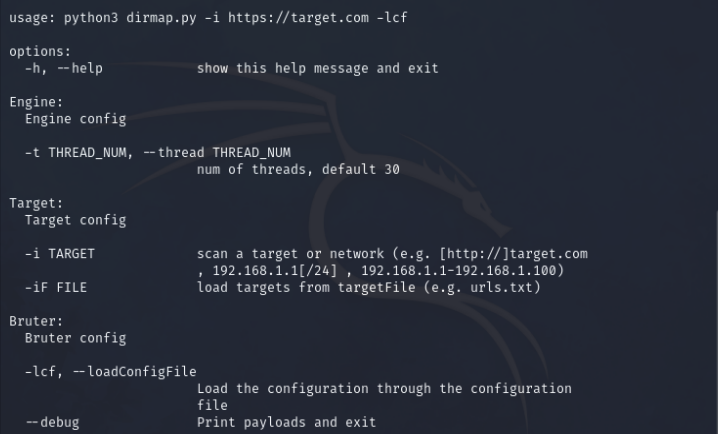 usage: python3 dirmap.py -i https://target.com -lcf
options:
-h, --help show this help message and exit
Engine:
Engine config
-t THREAD_NUM, --thread THREAD_NUM
num of threads, default 30
Target:
Target config
-i TARGET scan a target or network (e.g. [http://]target.com
, 192.168.1.1[/24] , 192.168.1.1-192.168.1.100)
-iF FILE load targets from targetFile (e.g. urls.txt)
Bruter:
Bruter config
-lcf, --loadConfigFile
Load the configuration through the configuration
file
--debug Print payloads and exit